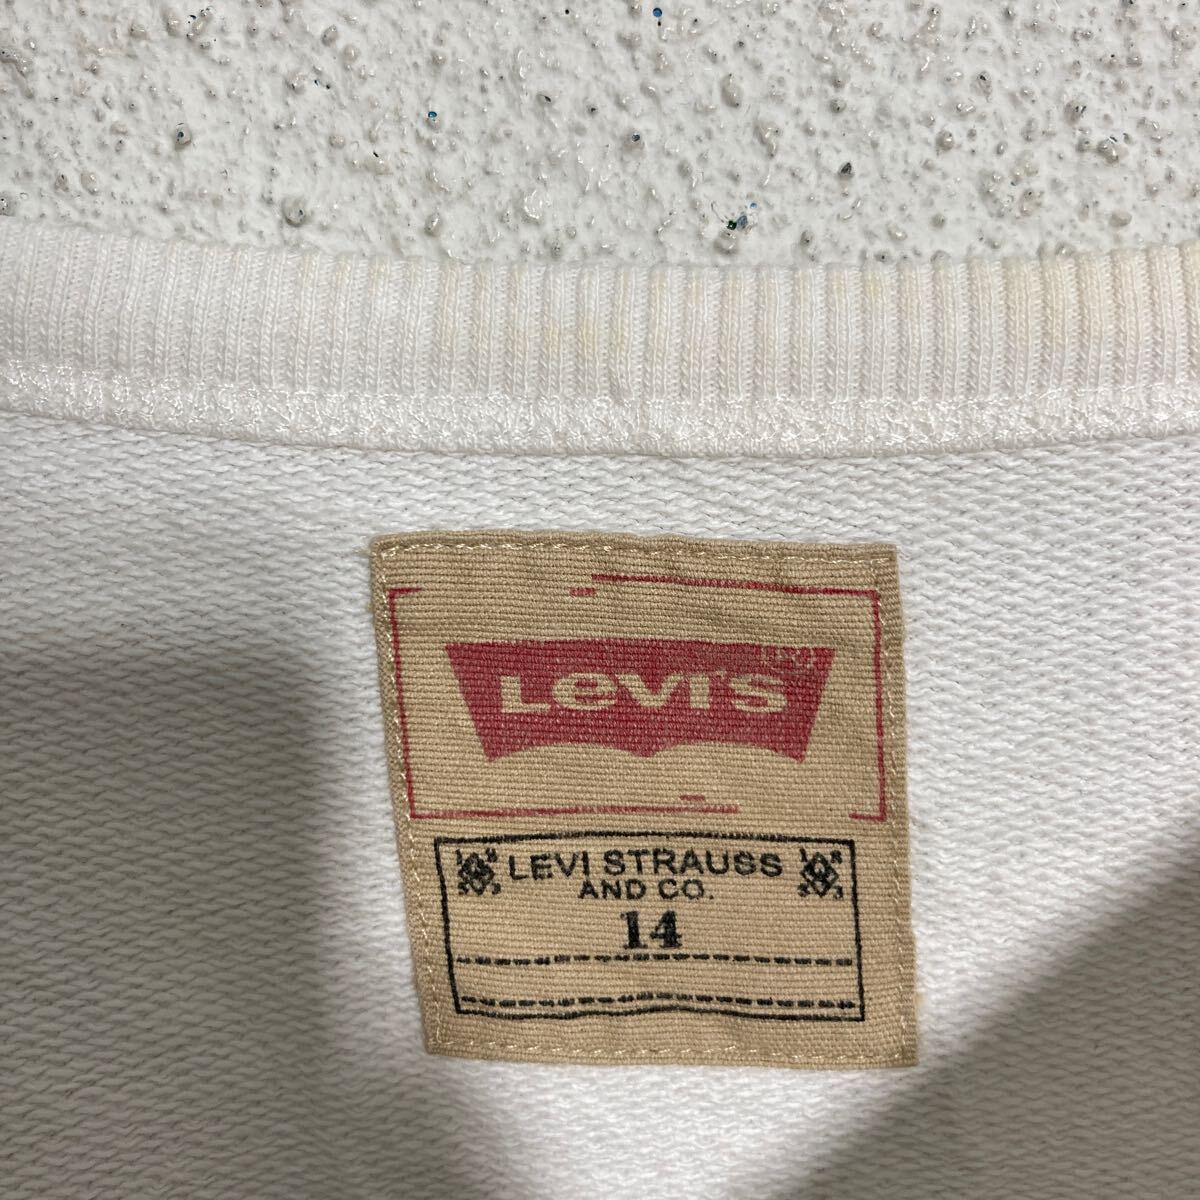 LEVI'S
LEVI STRAUSS
AND CO.
14